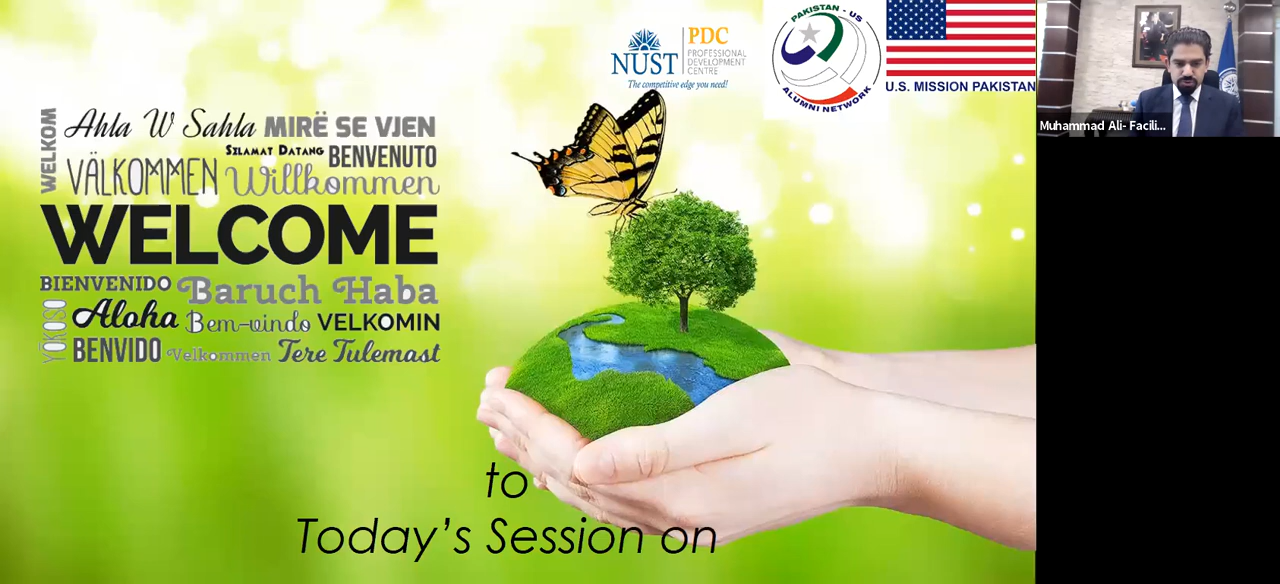 NUST
The competitive edge you need!
PDC
PROFESSIONAL
DEVELOPMENT
CENTRE
PAKISTAN - US
ALUMNI NETWORK
U.S. MISSION PAKISTAN
Muhammad Ali- Facili...
WELKOM
Ahla W Sahla MIRË SE VJEN
SELAMAT DATANG BENVENUTO
VÄLKOMMEN Willkommen
WELCOME
BIENVENIDO Baruch Haba
YŌKOSO
Aloha Bem-vindo VELKOMIN
BENVIDO Velkommen Tere Tulemast
to
Today's Session on